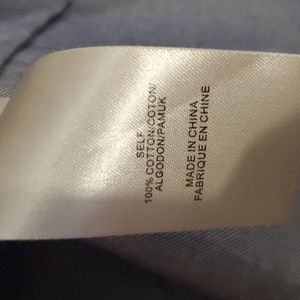 SELF
100% COTTON/COTON/
ALGODON/PAMUK
MADE IN CHINA
FABRIQUE EN CHINE